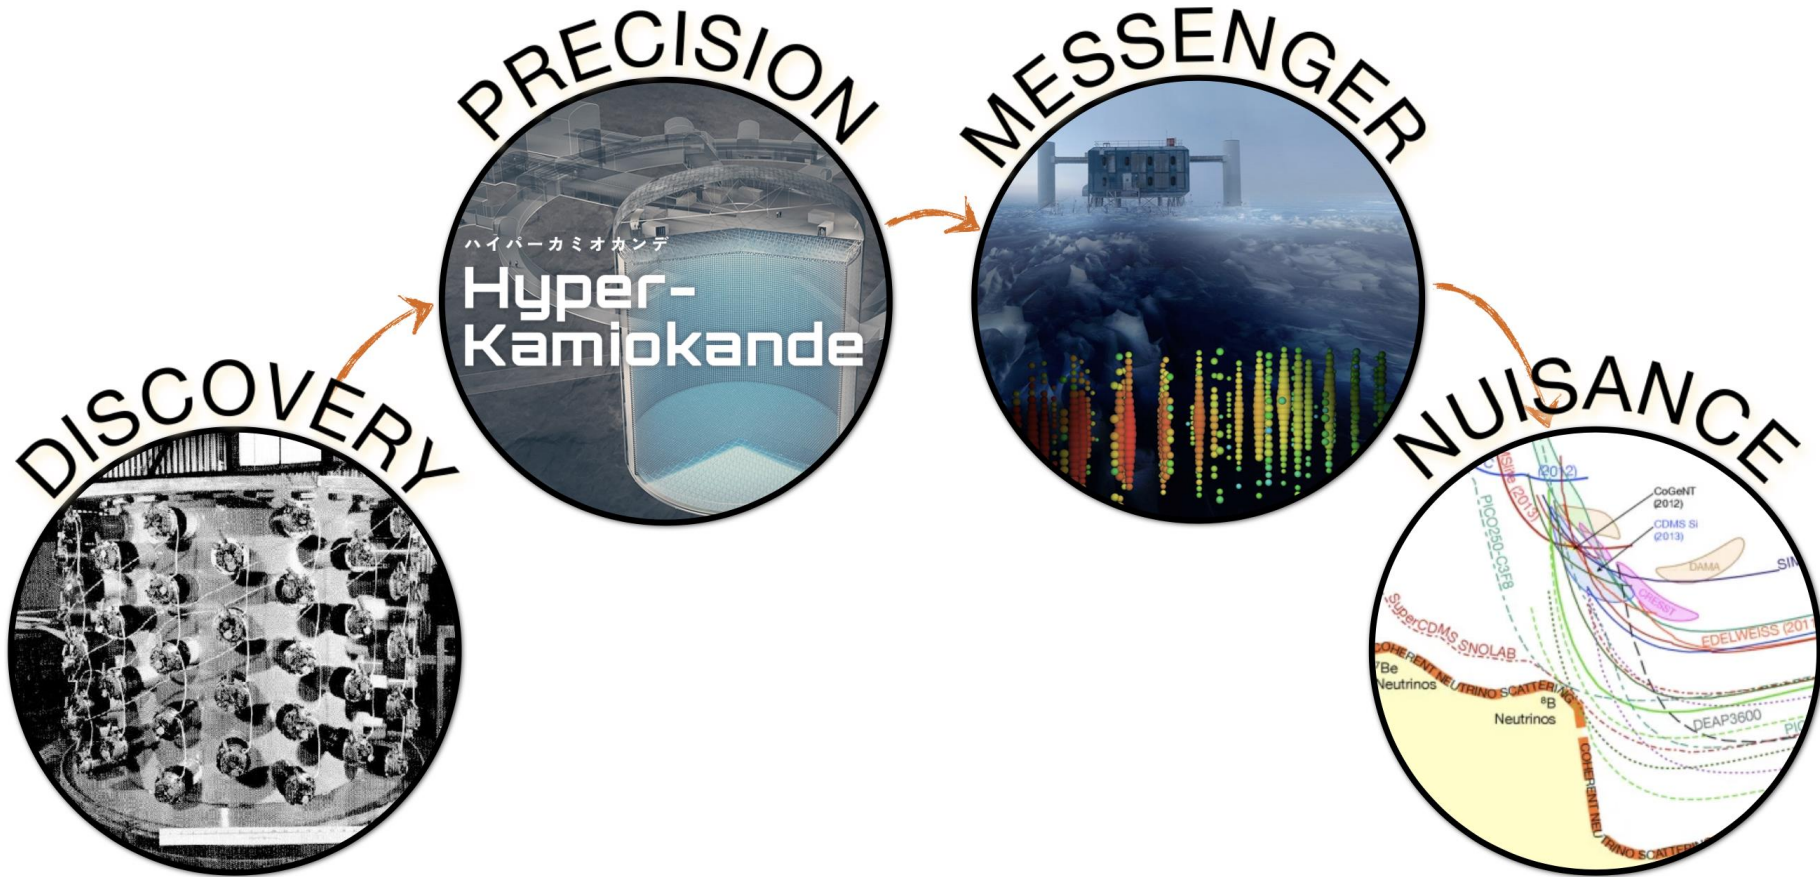 DISCOVERY
PRECISION
ハイパーカミオカンデ
Hyper-
Kamiokande
MESSENGER
NUISANCE
(2012)
(2013)
CoGeNT
(2012)
CDMS Si
(2013)
PICO250-C3F8
DAMA
CRESST
EDELWEISS
SuperCDMS SNOLAB
COHERENT NEUTRINO SCATTERING
7Be
Neutrinos
8B
Neutrinos
DEAP3600
COHERENT NEUTRINO SCATTERING